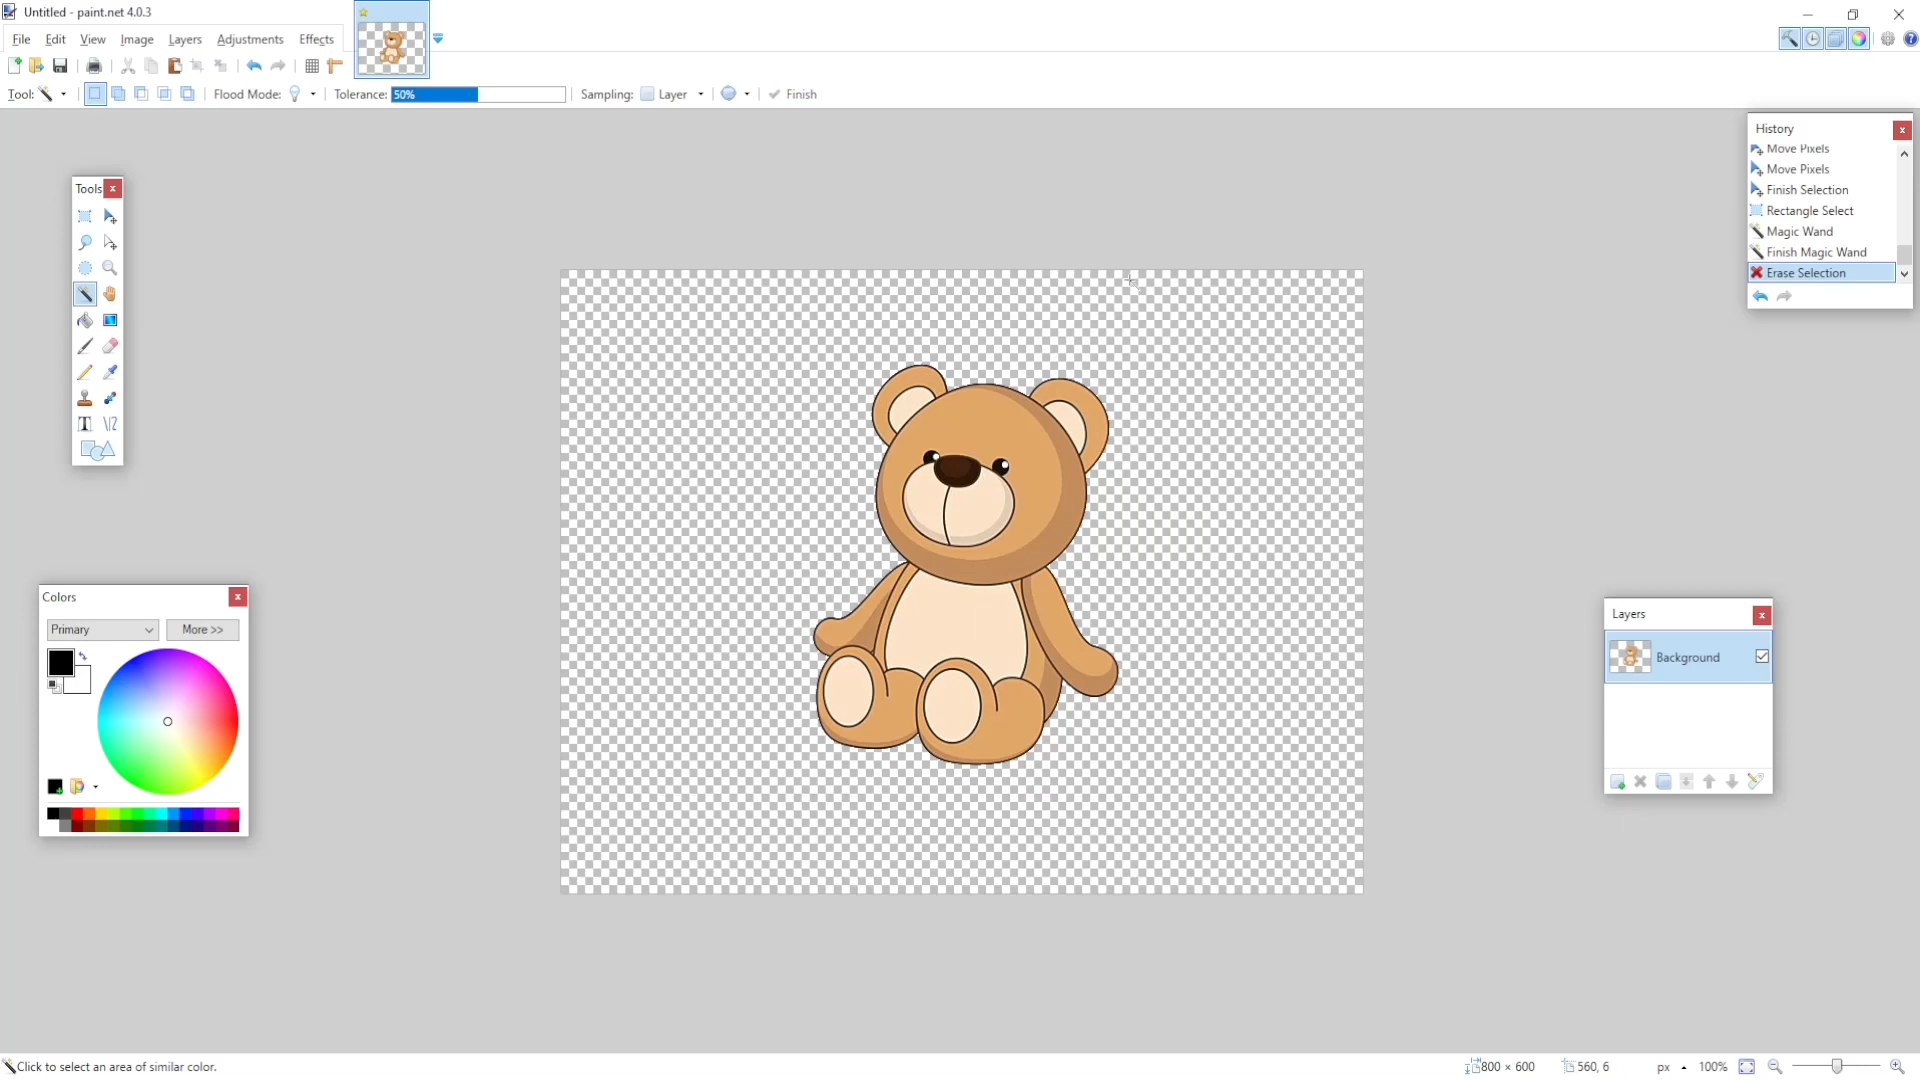 Untitled - paint.net 4.0.3
File Edit View Image Layers Adjustments Effects
Tool: Flood Mode: Tolerance: 50% Sampling: Layer Finish
History
Move Pixels
Move Pixels
Finish Selection
Rectangle Select
Magic Wand
Finish Magic Wand
Erase Selection
Tools
Colors
Primary More >>
Layers
Background
Click to select an area of similar color. 800 × 600 560, 6 px 100%